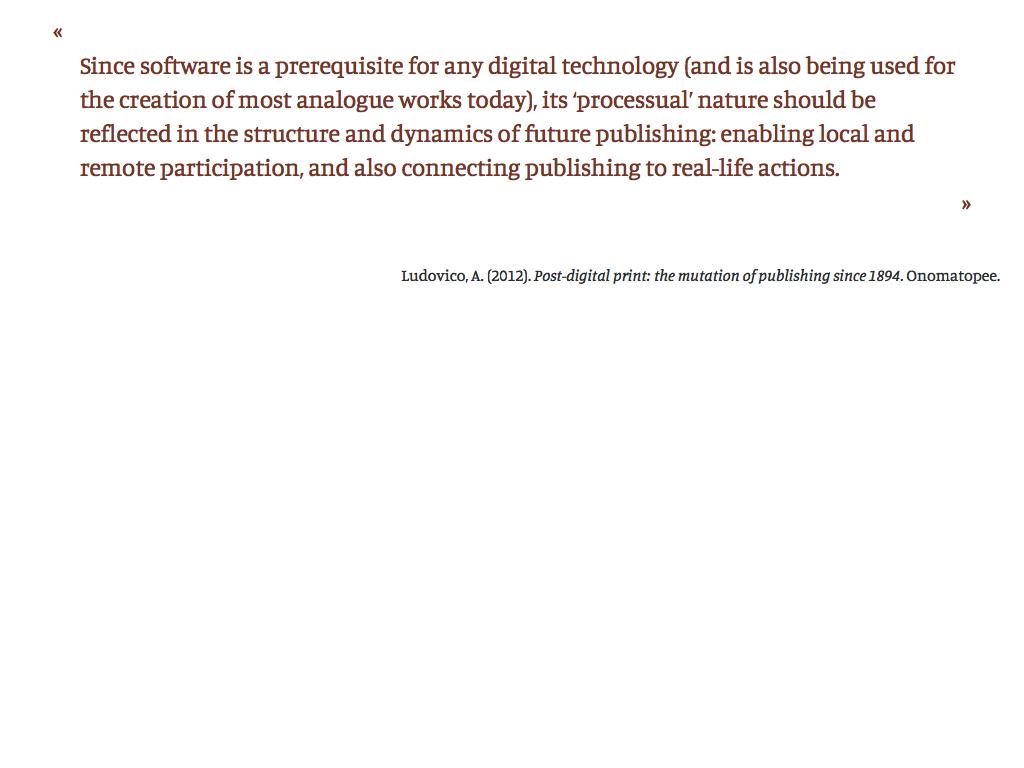 «
Since software is a prerequisite for any digital technology (and is also being used for
the creation of most analogue works today), its ‘processual’ nature should be
reflected in the structure and dynamics of future publishing: enabling local and
remote participation, and also connecting publishing to real-life actions.
»
Ludovico, A. (2012). Post-digital print: the mutation of publishing since 1894. Onomatopee.